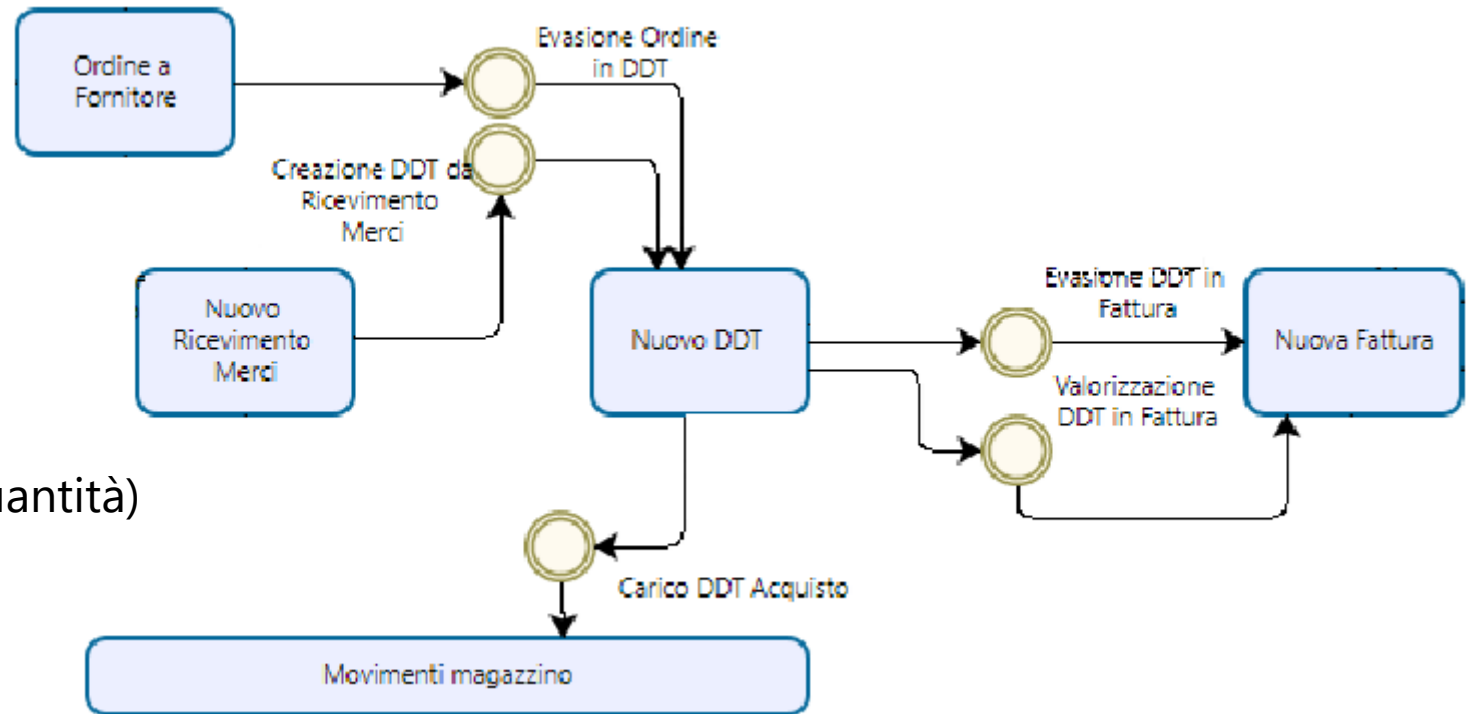 Ordine a
Fornitore
Evasione Ordine
in DDT
Creazione DDT da
Ricevimento
Merci
Nuovo
Ricevimento
Merci
Nuovo DDT
Evasione DDT in
Fattura
Nuova Fattura
Valorizzazione
DDT in Fattura
uantità)
Carico DDT Acquisto
Movimenti magazzino